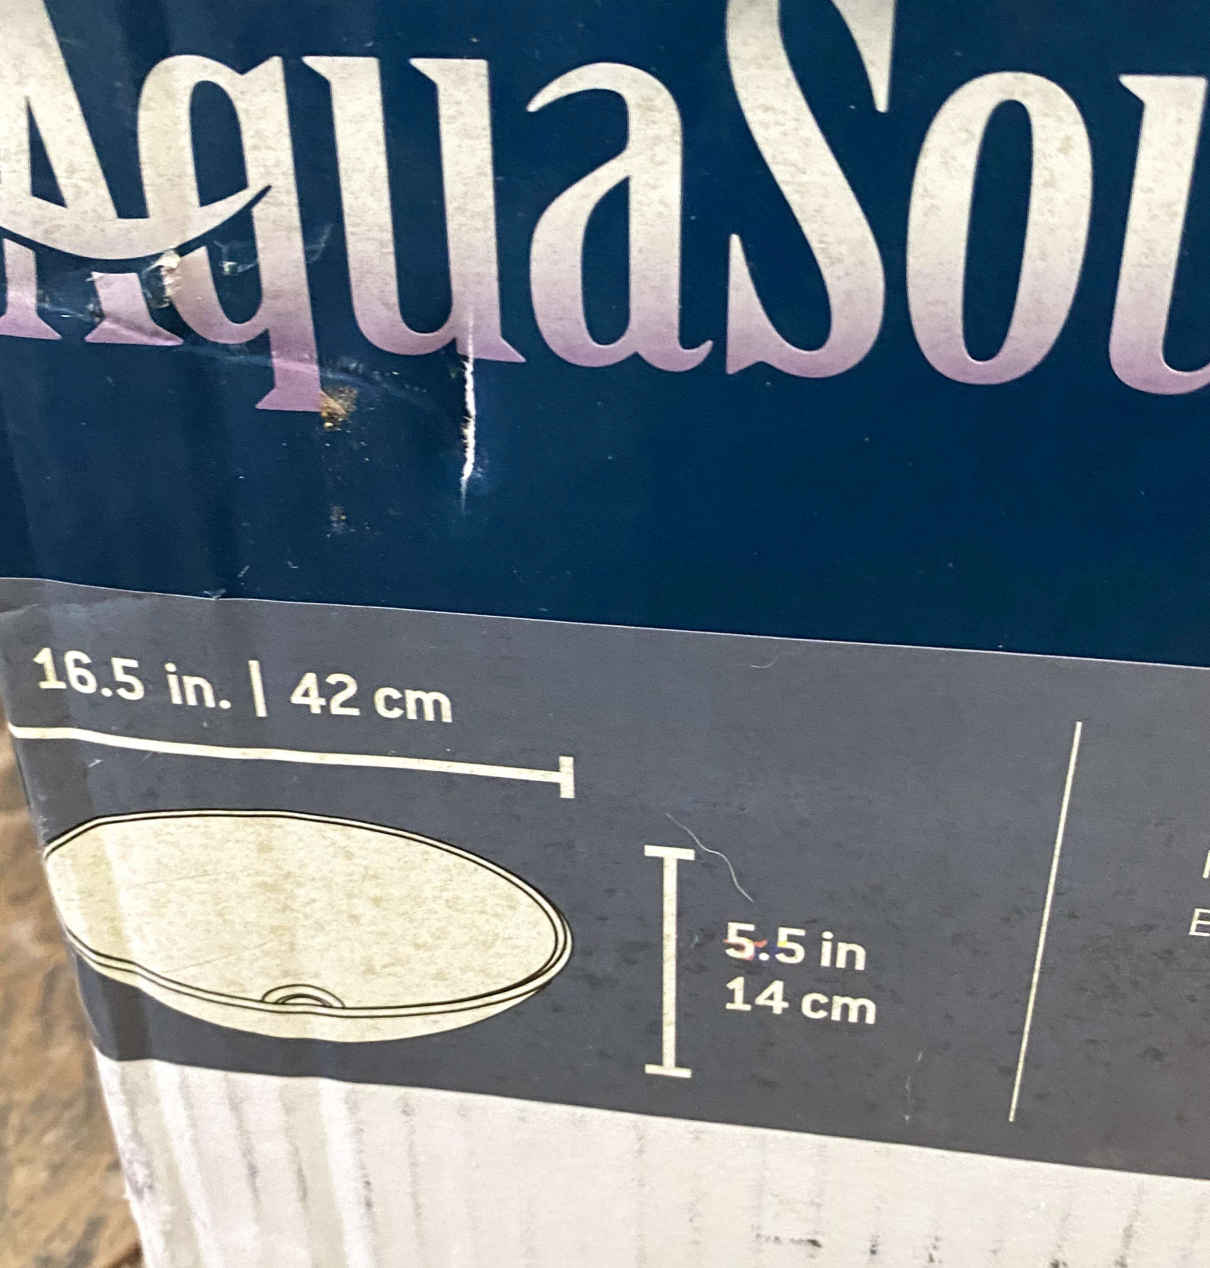 AquaSou
16.5 in. | 42 cm
5.5 in
14 cm